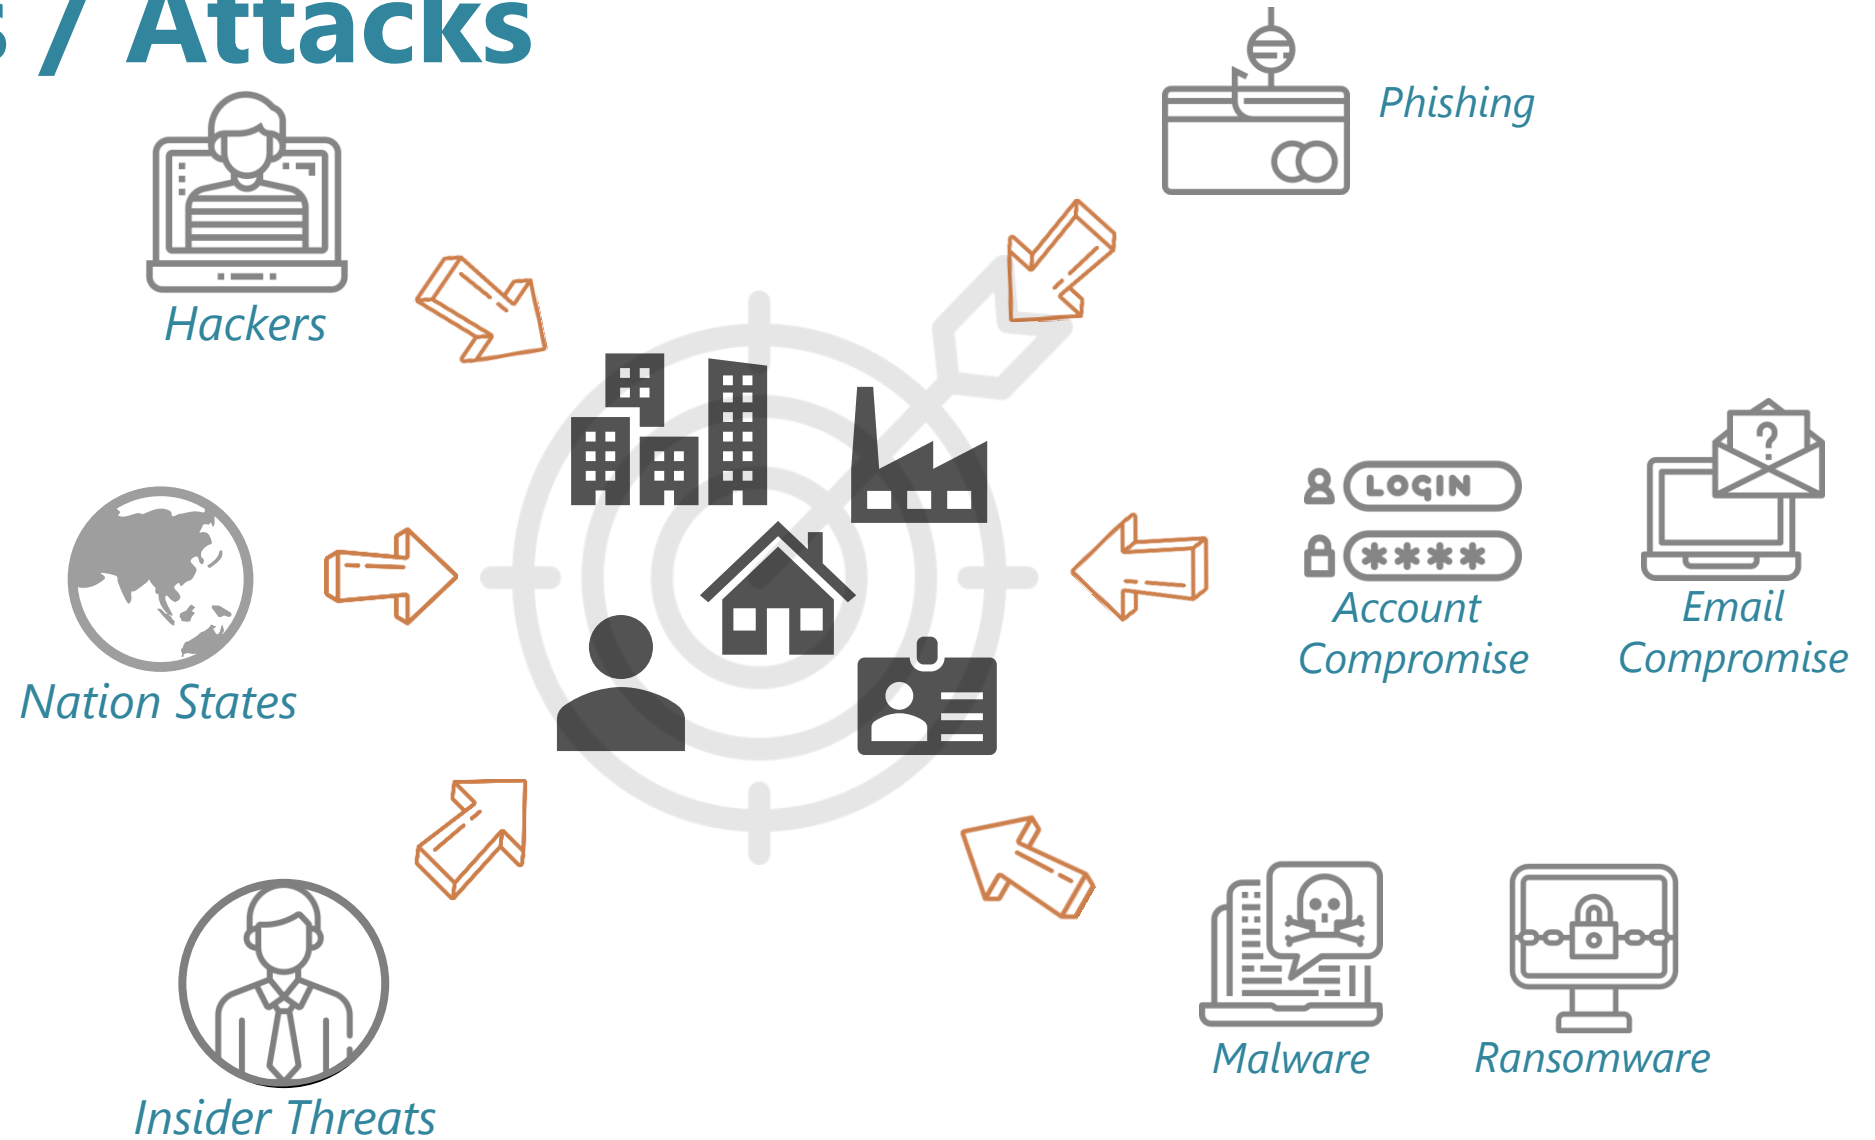 s / Attacks
Phishing
Hackers
?
LOGIN
****
Account
Compromise
Email
Compromise
Nation States
Malware
Ransomware
Insider Threats